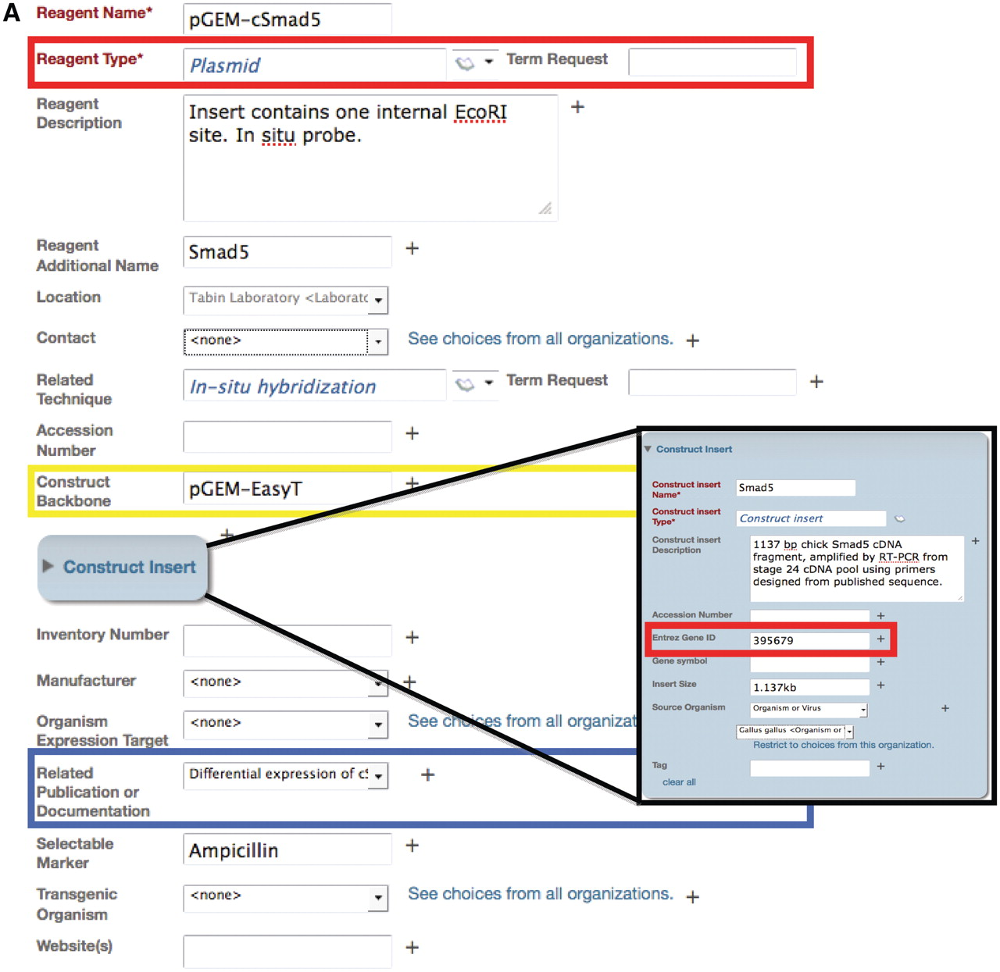 A
Reagent Name* pGEM-cSmad5
Reagent Type* Plasmid Term Request
Reagent Description
Insert contains one internal EcoRI
site. In situ probe.
+
Reagent Additional Name Smad5 +
Location Tabin Laboratory <Laborato
Contact <none> See choices from all organizations. +
Related Technique In-situ hybridization Term Request +
Accession Number +
Construct Backbone pGEM-EasyT +
+
Construct Insert
Inventory Number +
Manufacturer <none> +
Organism Expression Target <none> See choices from all organizat
Related Publication or Documentation Differential expression of cS +
Selectable Marker Ampicillin +
Transgenic Organism <none> See choices from all organizations. +
Website(s) +
Construct Insert
Construct insert Name* Smad5
Construct insert Type* Construct insert
Construct insert Description
1137 bp chick Smad5 cDNA
fragment, amplified by RT-PCR from
stage 24 cDNA pool using primers
designed from published sequence.
+
Accession Number +
Entrez Gene ID 395679 +
Gene symbol +
Insert Size 1.137kb +
Source Organism Organism or Virus +
Gallus gallus <Organism or
Restrict to choices from this organization.
Tag +
clear all